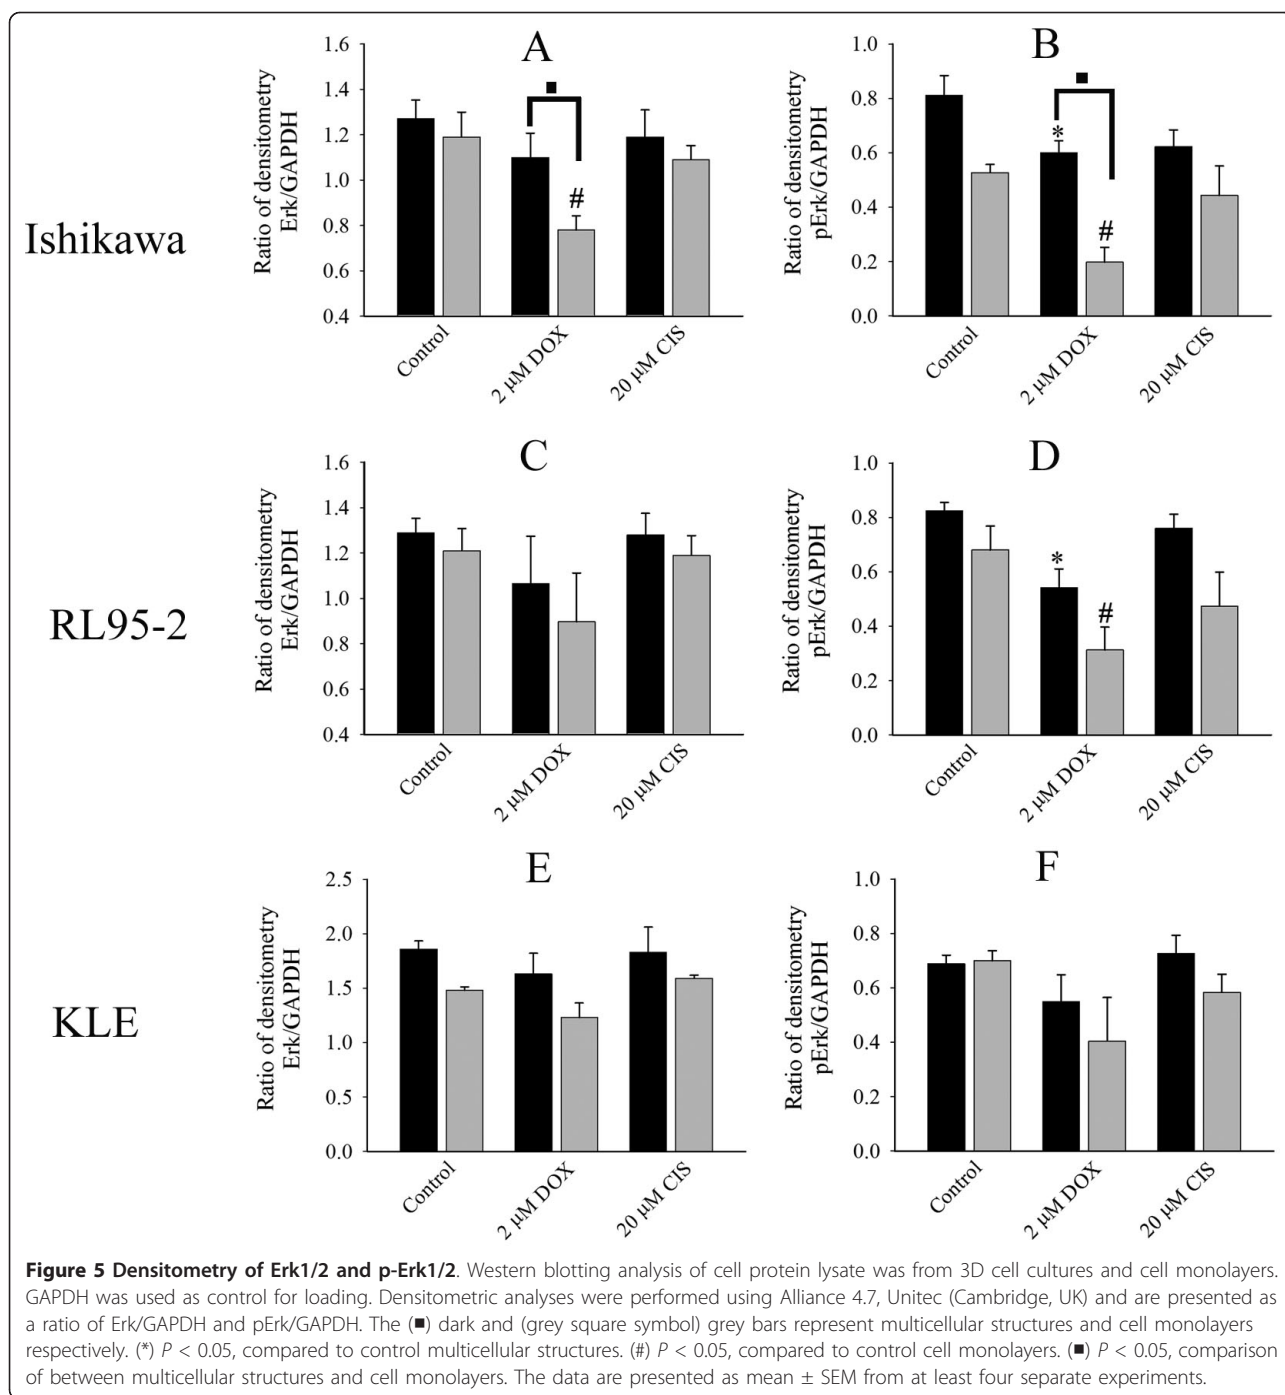 A
B
Ratio of densitometry
Erk/GAPDH
1.6
1.4
1.2
1.0
0.8
0.6
0.4
■
#
Control
2 μM DOX
20 μM CIS
Ratio of densitometry
pErk/GAPDH
1.0
0.8
0.6
0.4
0.2
0.0
■
*
#
Control
2 μM DOX
20 μM CIS
Ishikawa
C
D
Ratio of densitometry
Erk/GAPDH
1.6
1.4
1.2
1.0
0.8
0.6
0.4
Control
2 μM DOX
20 μM CIS
Ratio of densitometry
pErk/GAPDH
1.0
0.8
0.6
0.4
0.2
0.0
*
#
Control
2 μM DOX
20 μM CIS
RL95-2
E
F
Ratio of densitometry
Erk/GAPDH
2.5
2.0
1.5
1.0
0.5
0.0
Control
2 μM DOX
20 μM CIS
Ratio of densitometry
pErk/GAPDH
1.0
0.8
0.6
0.4
0.2
0.0
Control
2 μM DOX
20 μM CIS
KLE
Figure 5 Densitometry of Erk1/2 and p-Erk1/2. Western blotting analysis of cell protein lysate was from 3D cell cultures and cell monolayers.
GAPDH was used as control for loading. Densitometric analyses were performed using Alliance 4.7, Unitec (Cambridge, UK) and are presented as
a ratio of Erk/GAPDH and pErk/GAPDH. The (■) dark and (grey square symbol) grey bars represent multicellular structures and cell monolayers
respectively. (*) P < 0.05, compared to control multicellular structures. (#) P < 0.05, compared to control cell monolayers. (■) P < 0.05, comparison
of between multicellular structures and cell monolayers. The data are presented as mean ± SEM from at least four separate experiments.